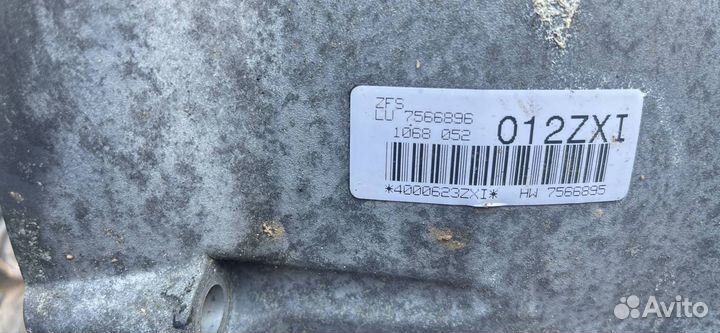 ZFS
LU 7566896
1068 052 012ZXI
*4000623ZXI* HW 7566895
Avito